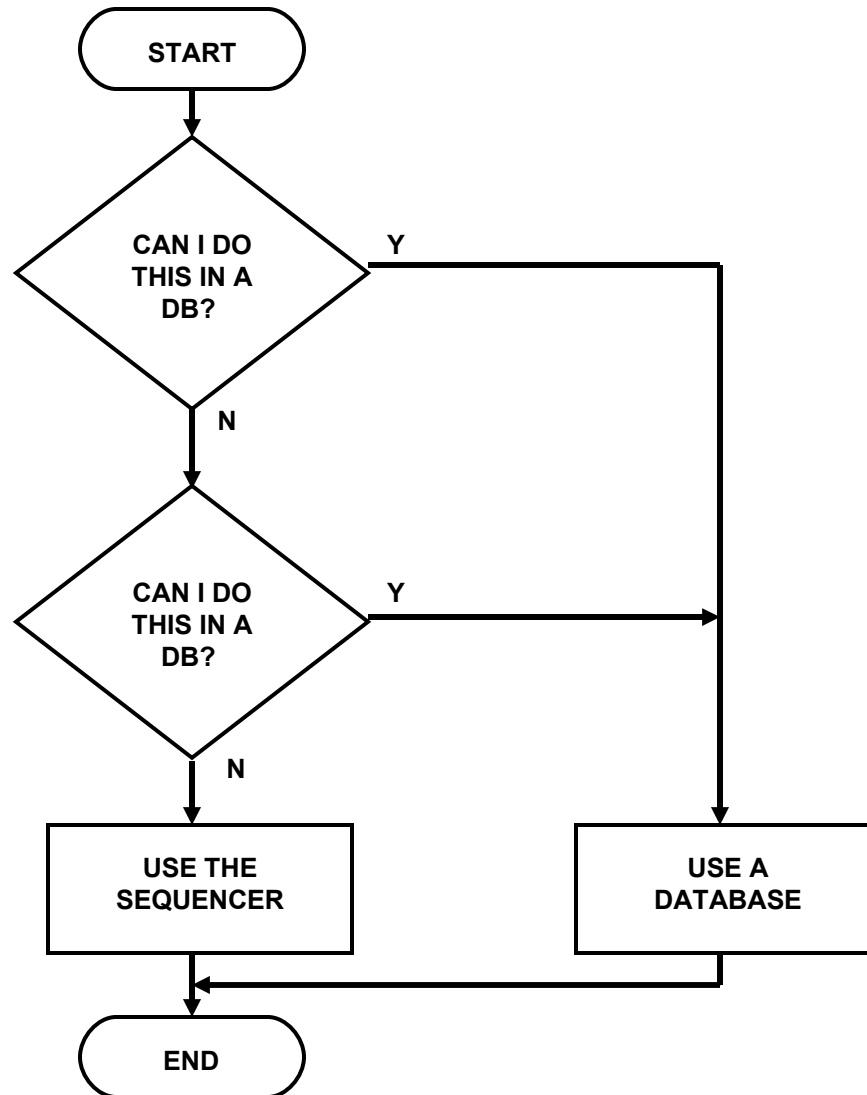 START
CAN I DO
THIS IN A
DB?
Y
N
CAN I DO
THIS IN A
DB?
Y
N
USE THE
SEQUENCER
USE A
DATABASE
END